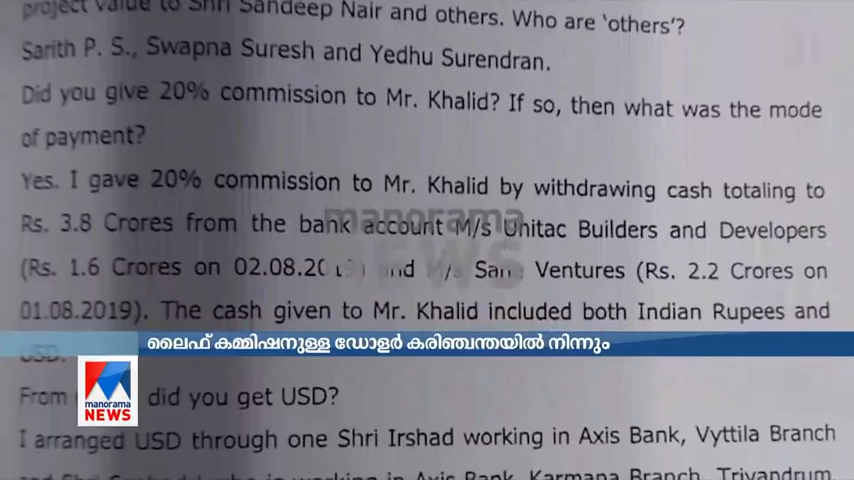 project value to Shri Sandeep Nair and others. Who are 'others'?
Sarith P. S., Swapna Suresh and Yedhu Surendran.
Did you give 20% commission to Mr. Khalid? If so, then what was the mode
of payment?
Yes. I gave 20% commission to Mr. Khalid by withdrawing cash totaling to
Rs. 3.8 Crores from the bank account M/s Unitac Builders and Developers
manorama
NEWS
(Rs. 1.6 Crores on 02.08.2019) and M/s Sane Ventures (Rs. 2.2 Crores on
01.08.2019). The cash given to Mr. Khalid included both Indian Rupees and
USD.
ലൈഫ് കമ്മിഷനുള്ള ഡോളർ കരിഞ്ചന്തയിൽ നിന്നും
manorama
NEWS
From did you get USD?
I arranged USD through one Shri Irshad working in Axis Bank, Vyttila Branch
working in Axis Bank, Karmana Branch, Trivandrum.